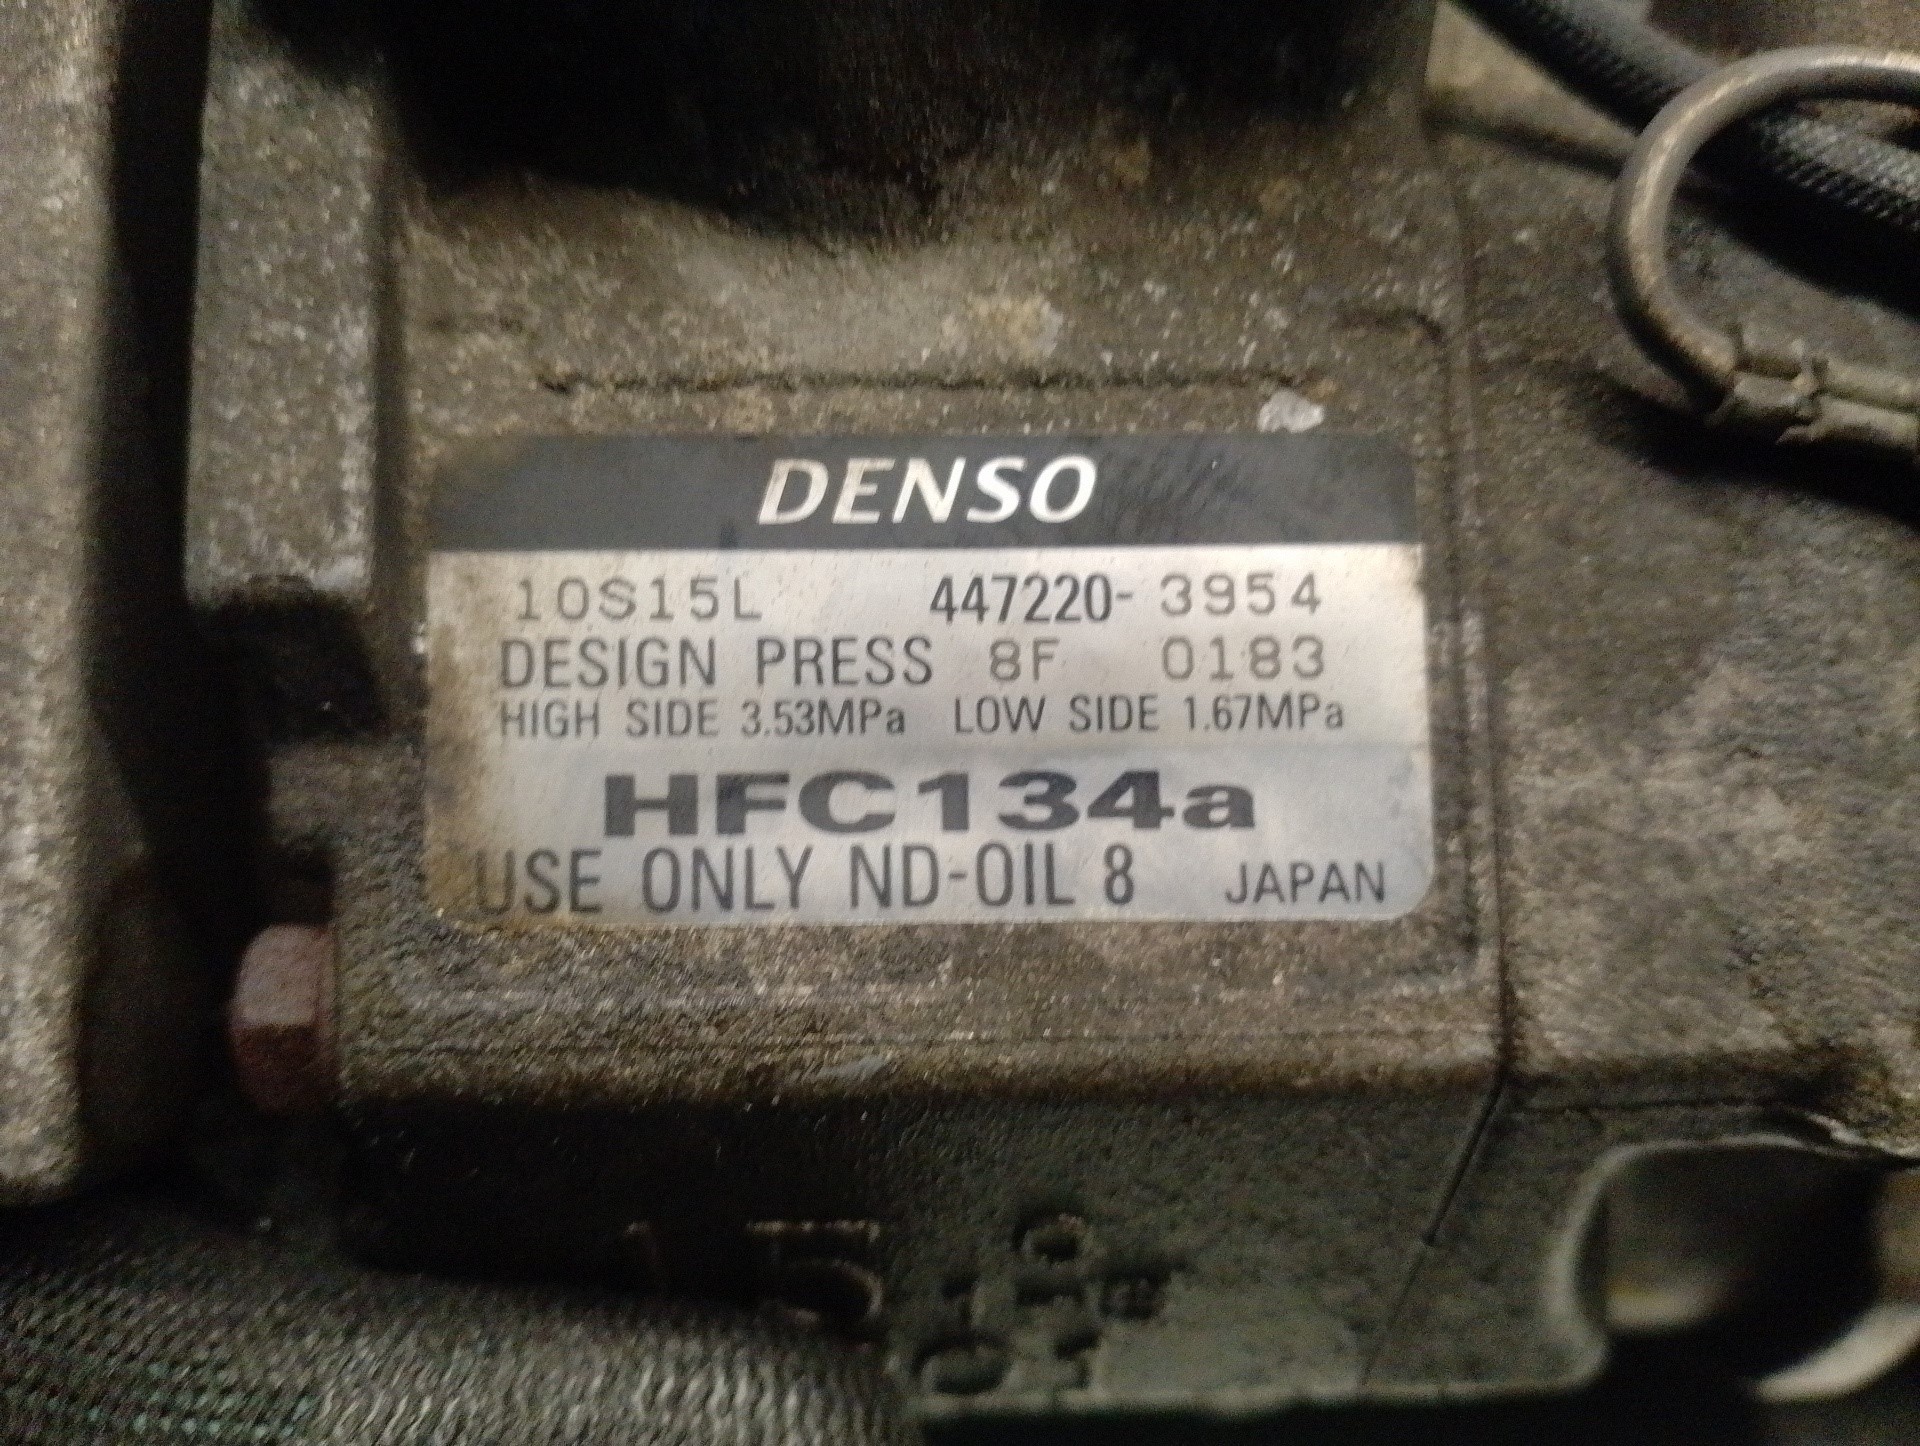 DENSO
10S15L 447220-3954
DESIGN PRESS 8F 0183
HIGH SIDE 3.53MPa LOW SIDE 1.67MPa
HFC134a
USE ONLY ND-OIL 8 JAPAN
15